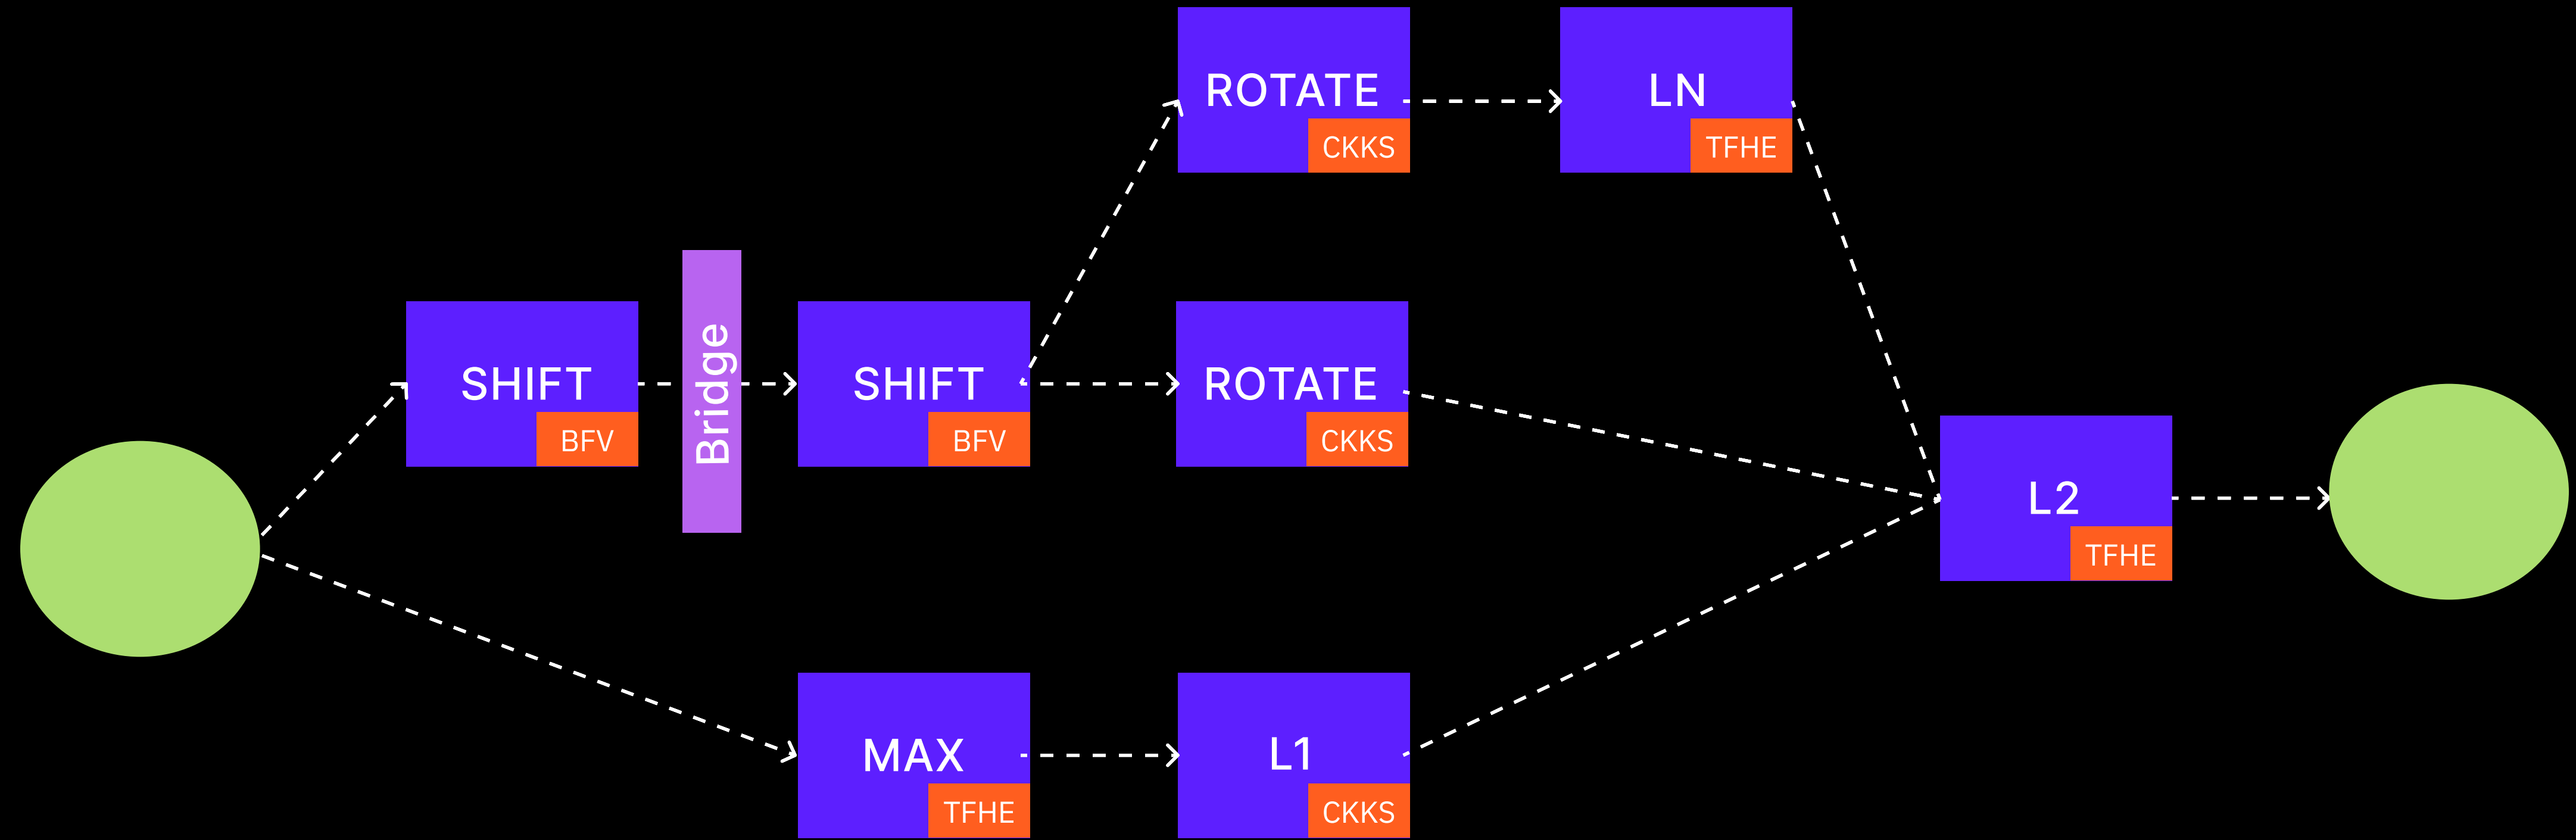 ROTATE
CKKS
LN
TFHE
SHIFT
BFV
Bridge
SHIFT
BFV
ROTATE
CKKS
L2
TFHE
MAX
TFHE
L1
CKKS